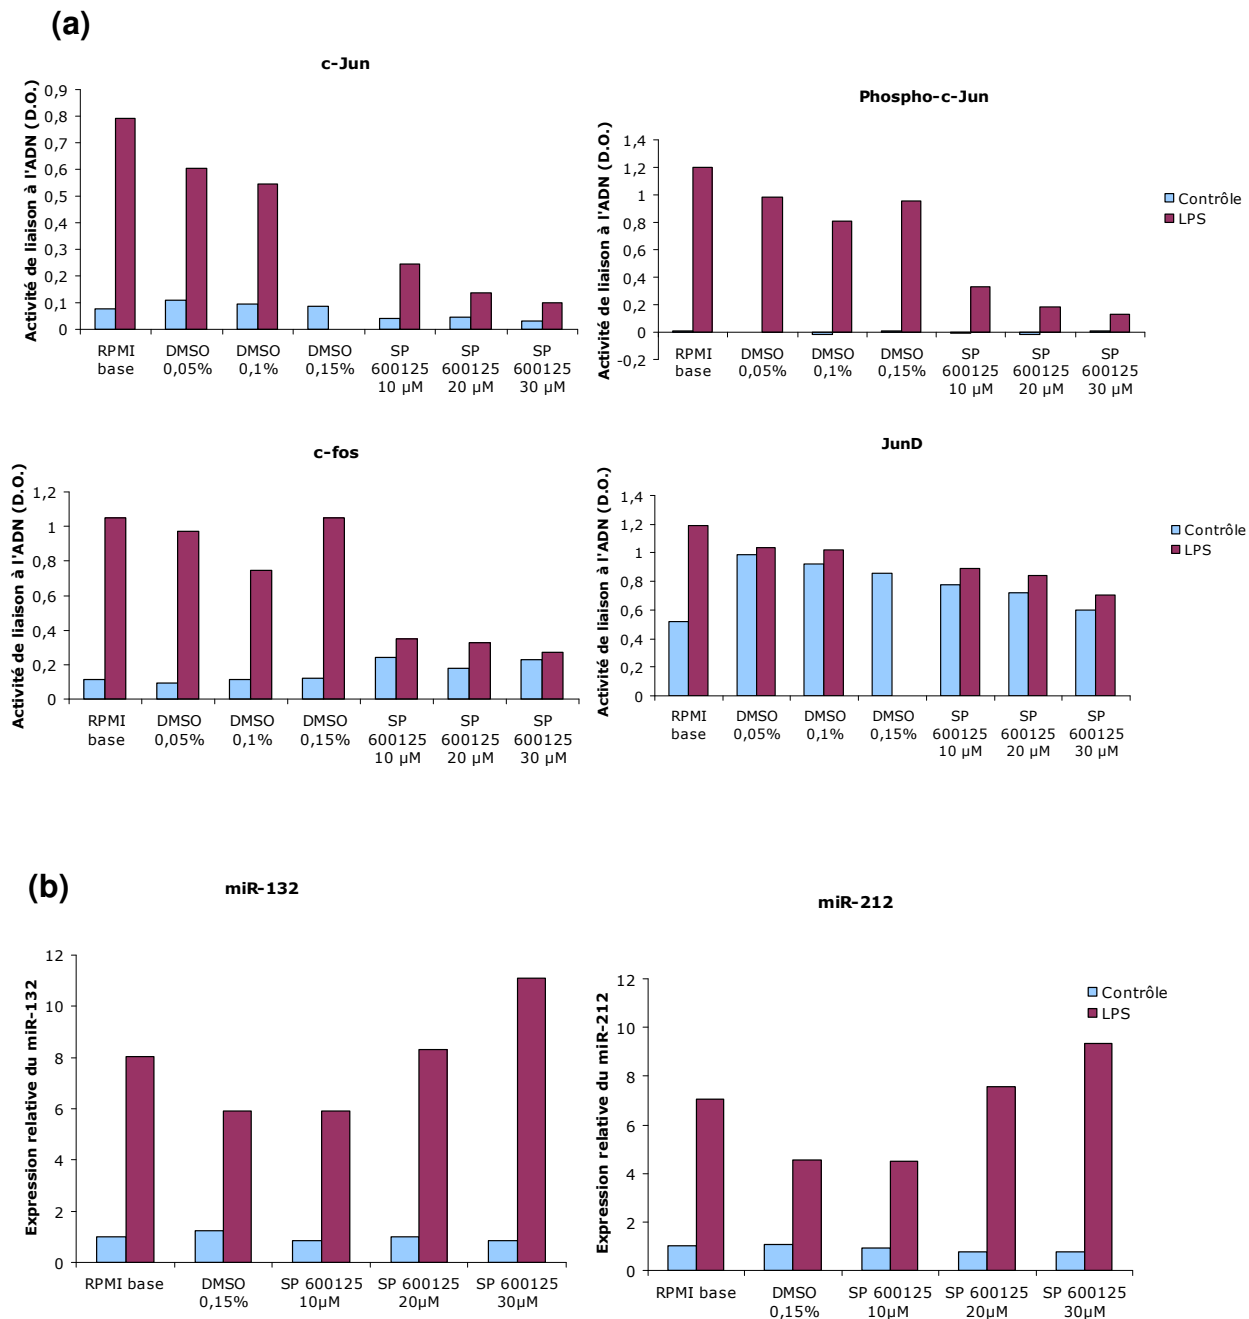 (a)
c-Jun
Activité de liaison à l'ADN (D.O.)
0,9
0,8
0,7
0,6
0,5
0,4
0,3
0,2
0,1
0
RPMI base
DMSO 0,05%
DMSO 0,1%
DMSO 0,15%
SP 600125 10 µM
SP 600125 20 µM
SP 600125 30 µM
Phospho-c-Jun
Activité de liaison à l'ADN (D.O.)
1,4
1,2
1
0,8
0,6
0,4
0,2
0
-0,2
RPMI base
DMSO 0,05%
DMSO 0,1%
DMSO 0,15%
SP 600125 10 µM
SP 600125 20 µM
SP 600125 30 µM
Contrôle
LPS
c-fos
Activité de liaison à l'ADN (D.O.)
1,2
1
0,8
0,6
0,4
0,2
0
RPMI base
DMSO 0,05%
DMSO 0,1%
DMSO 0,15%
SP 600125 10 µM
SP 600125 20 µM
SP 600125 30 µM
JunD
Activité de liaison à l'ADN (D.O.)
1,4
1,2
1
0,8
0,6
0,4
0,2
0
RPMI base
DMSO 0,05%
DMSO 0,1%
DMSO 0,15%
SP 600125 10 µM
SP 600125 20 µM
SP 600125 30 µM
Contrôle
LPS
(b)
miR-132
Expression relative du miR-132
12
10
8
6
4
2
0
RPMI base
DMSO 0,15%
SP 600125 10µM
SP 600125 20µM
SP 600125 30µM
miR-212
Expression relative du miR-212
12
10
8
6
4
2
0
RPMI base
DMSO 0,15%
SP 600125 10µM
SP 600125 20µM
SP 600125 30µM
Contrôle
LPS